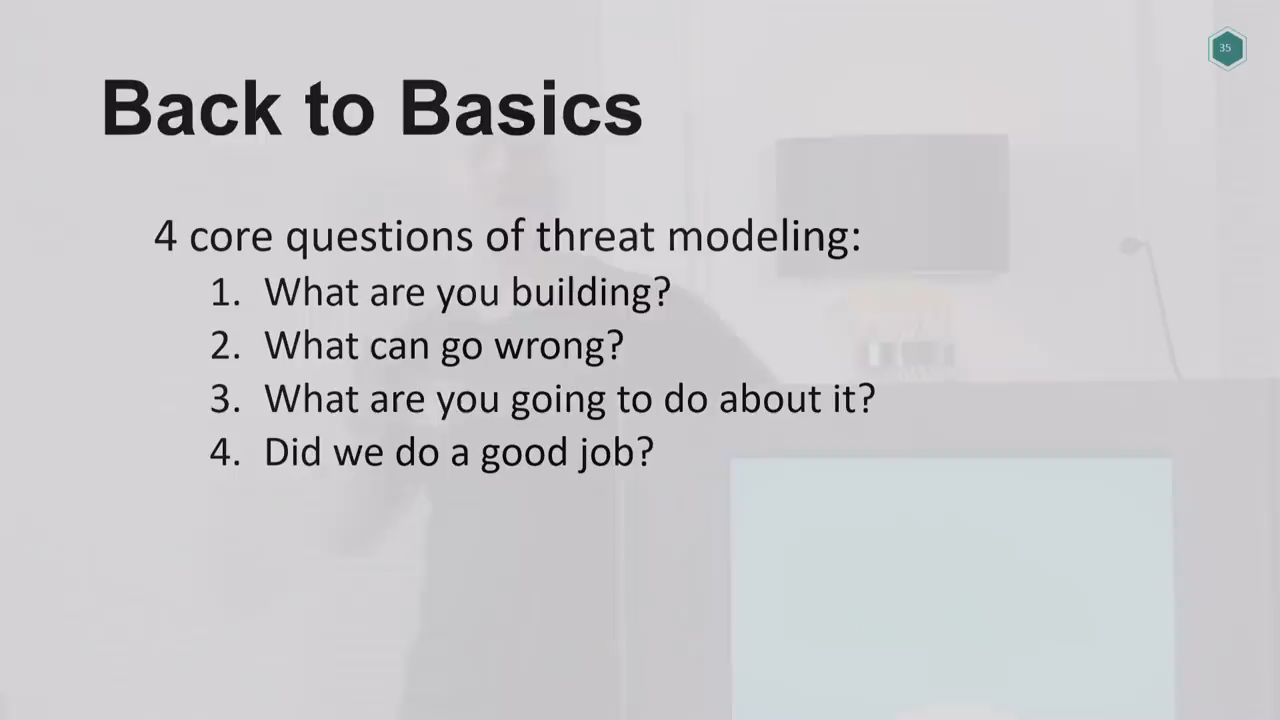 35
Back to Basics
4 core questions of threat modeling:
1. What are you building?
2. What can go wrong?
3. What are you going to do about it?
4. Did we do a good job?